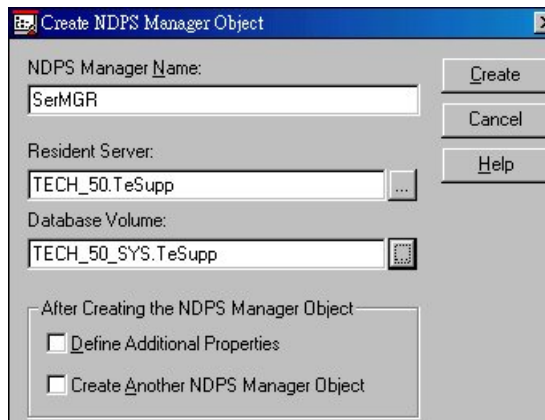 Create NDPS Manager Object
NDPS Manager Name:
SerMGR
Create
Cancel
Help
Resident Server:
TECH_50.TeSupp
...
Database Volume:
TECH_50_SYS.TeSupp
...
After Creating the NDPS Manager Object
Define Additional Properties
Create Another NDPS Manager Object